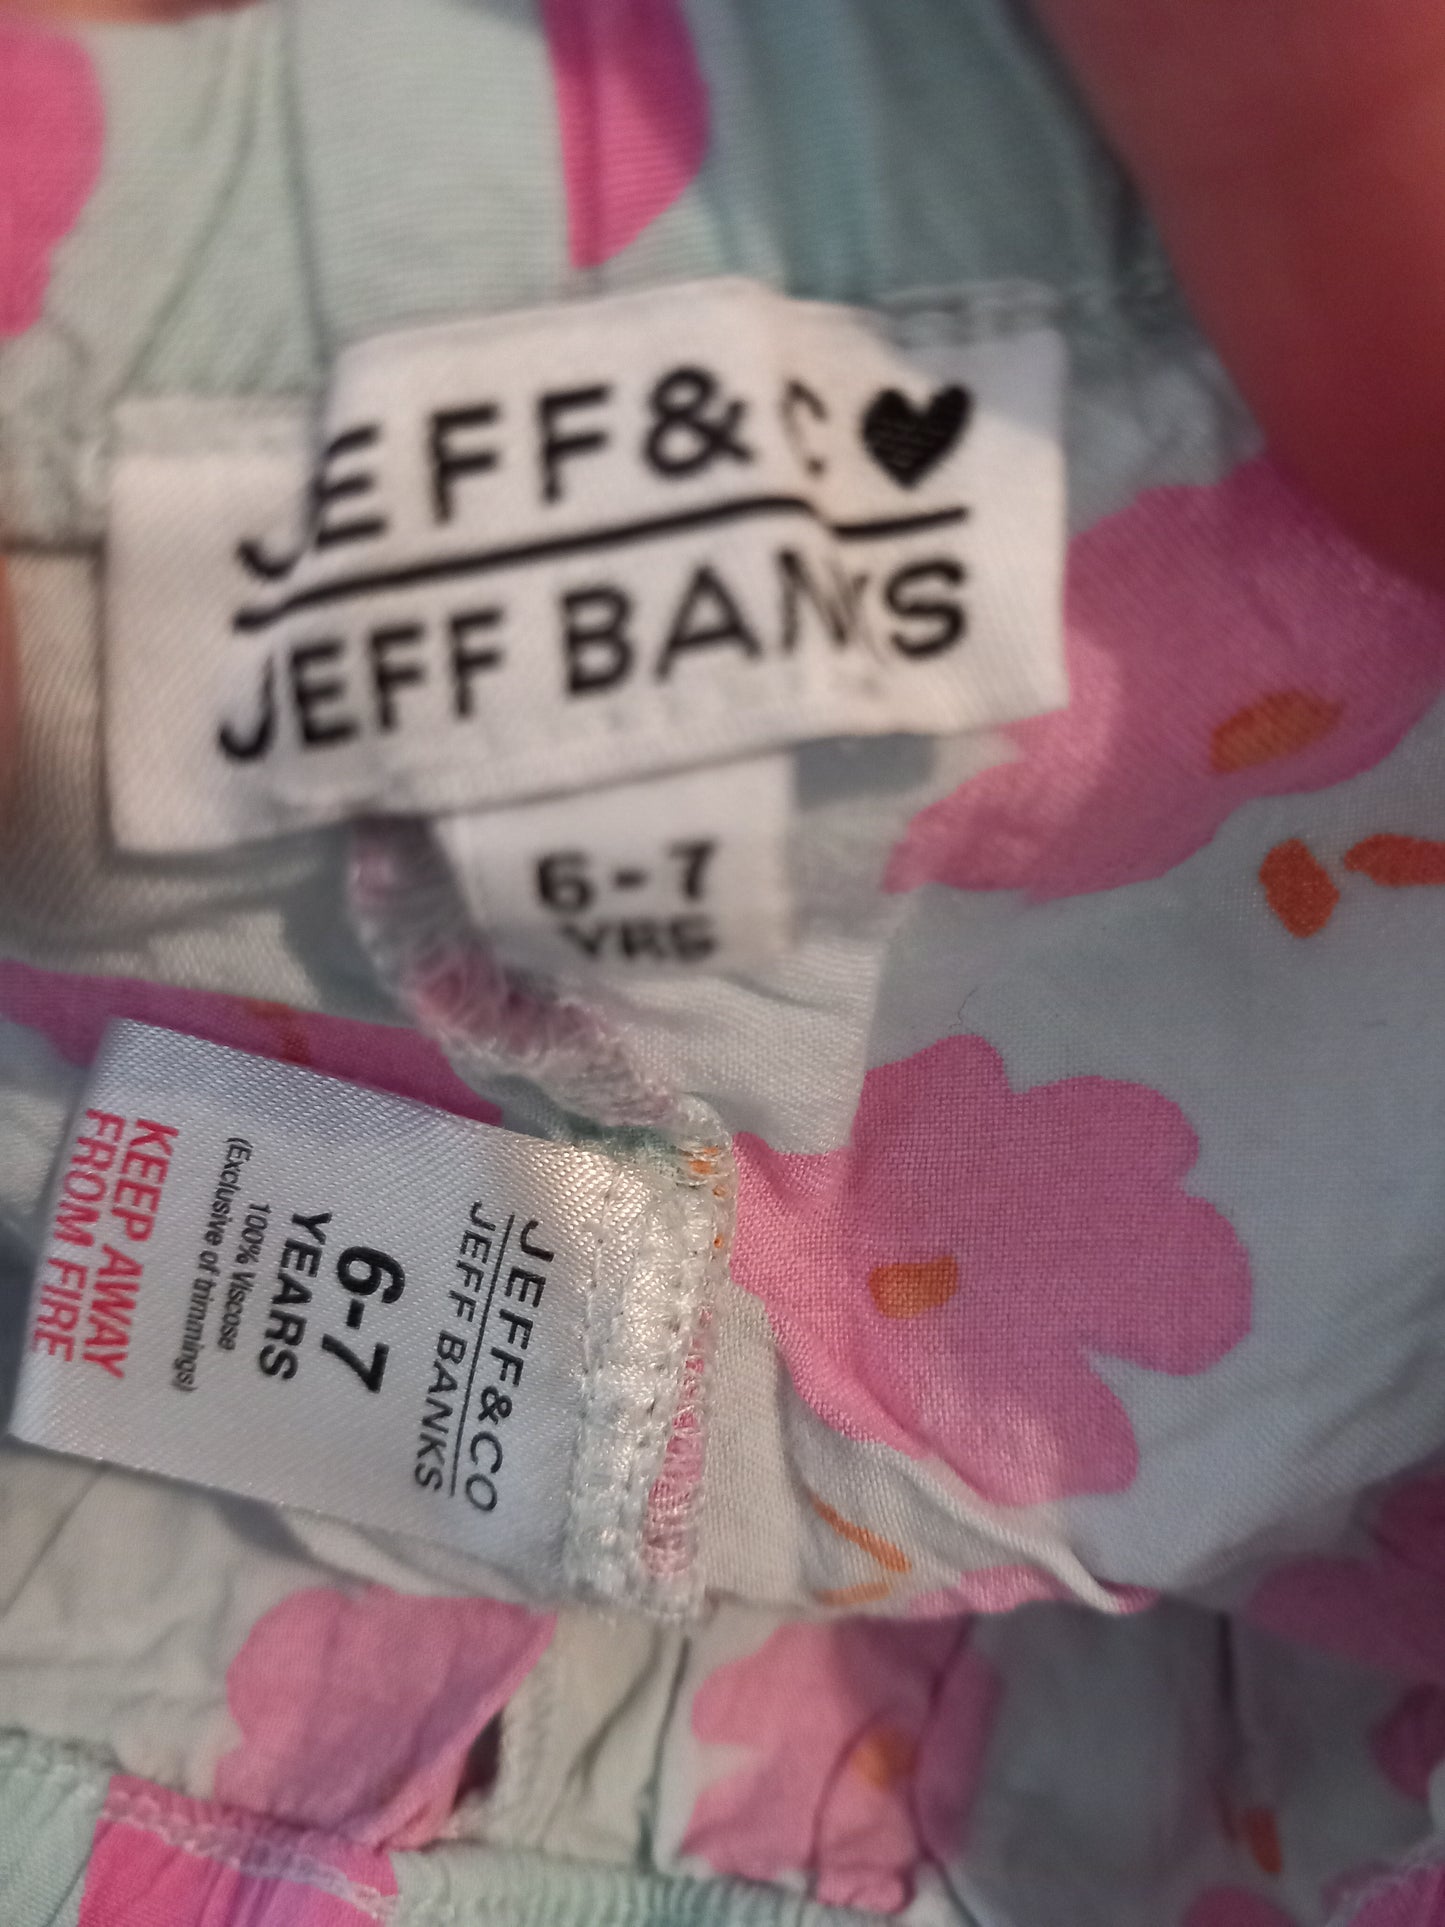 JEFF&C♥
JEFF BANKS
6-7
YRS
JEFF&CO
JEFF BANKS
6-7
YEARS
100% Viscose
(Exclusive of trimmings)
KEEP AWAY
FROM FIRE